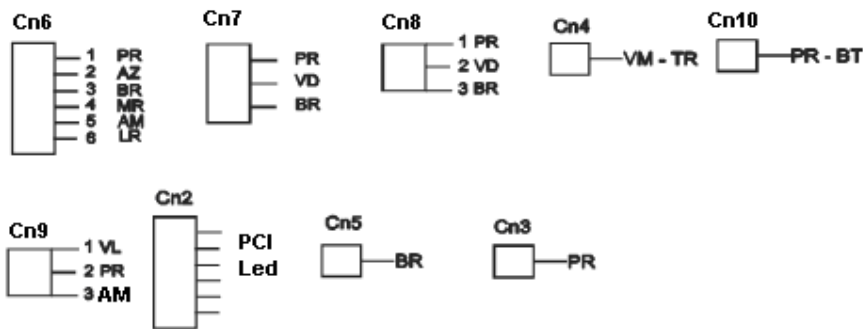 Cn6
1 PR
2 AZ
3 BR
4 MR
5 AM
6 LR
Cn7
PR
VD
BR
Cn8
1 PR
2 VD
3 BR
Cn4
VM - TR
Cn10
PR - BT
Cn9
1 VL
2 PR
3 AM
Cn2
PCI
Led
Cn5
BR
Cn3
PR